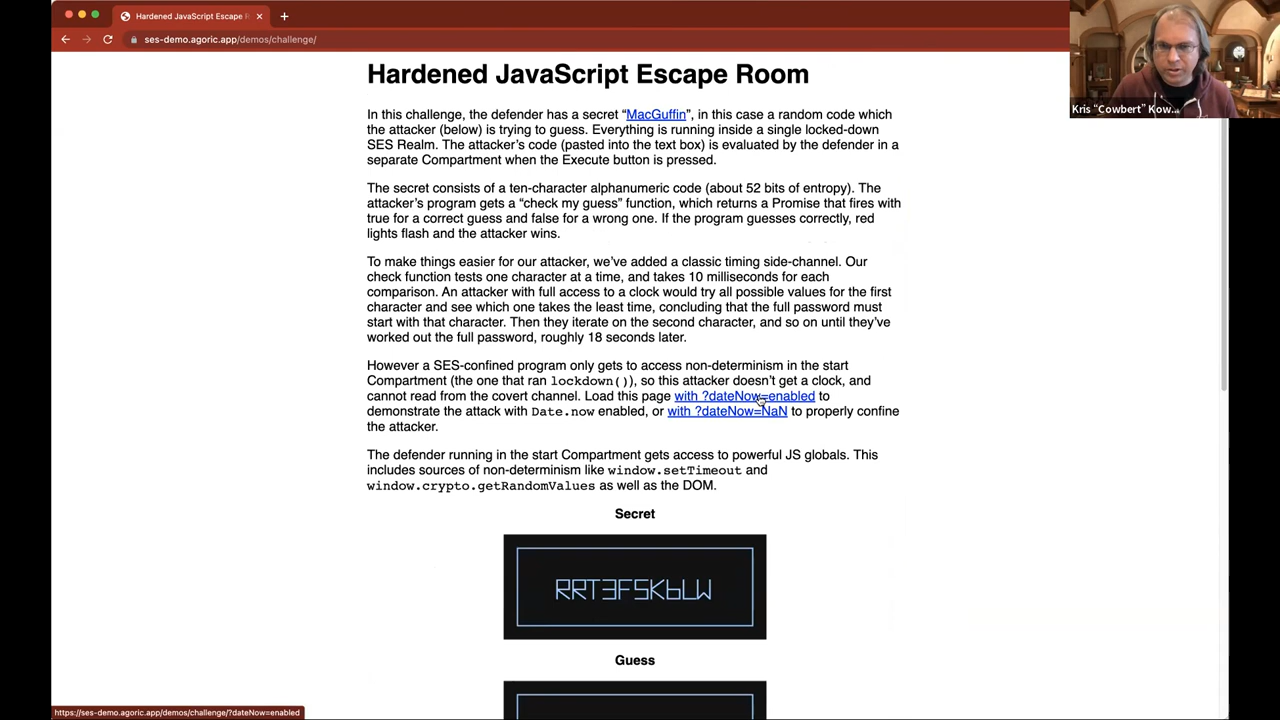 Hardened JavaScript Escape R
ses-demo.agoric.app/demos/challenge/
Kris “Cowbert” Kow...
Hardened JavaScript Escape Room
In this challenge, the defender has a secret “MacGuffin”, in this case a random code which
the attacker (below) is trying to guess. Everything is running inside a single locked-down
SES Realm. The attacker’s code (pasted into the text box) is evaluated by the defender in a
separate Compartment when the Execute button is pressed.
The secret consists of a ten-character alphanumeric code (about 52 bits of entropy). The
attacker’s program gets a “check my guess” function, which returns a Promise that fires with
true for a correct guess and false for a wrong one. If the program guesses correctly, red
lights flash and the attacker wins.
To make things easier for our attacker, we’ve added a classic timing side-channel. Our
check function tests one character at a time, and takes 10 milliseconds for each
comparison. An attacker with full access to a clock would try all possible values for the first
character and see which one takes the least time, concluding that the full password must
start with that character. Then they iterate on the second character, and so on until they’ve
worked out the full password, roughly 18 seconds later.
However a SES-confined program only gets to access non-determinism in the start
Compartment (the one that ran lockdown()), so this attacker doesn’t get a clock, and
cannot read from the covert channel. Load this page with ?dateNow=enabled to
demonstrate the attack with Date.now enabled, or with ?dateNow=NaN to properly confine
the attacker.
The defender running in the start Compartment gets access to powerful JS globals. This
includes sources of non-determinism like window.setTimeout and
window.crypto.getRandomValues as well as the DOM.
Secret
RRT3FSK6LW
Guess
https://ses-demo.agoric.app/demos/challenge/?dateNow=enabled